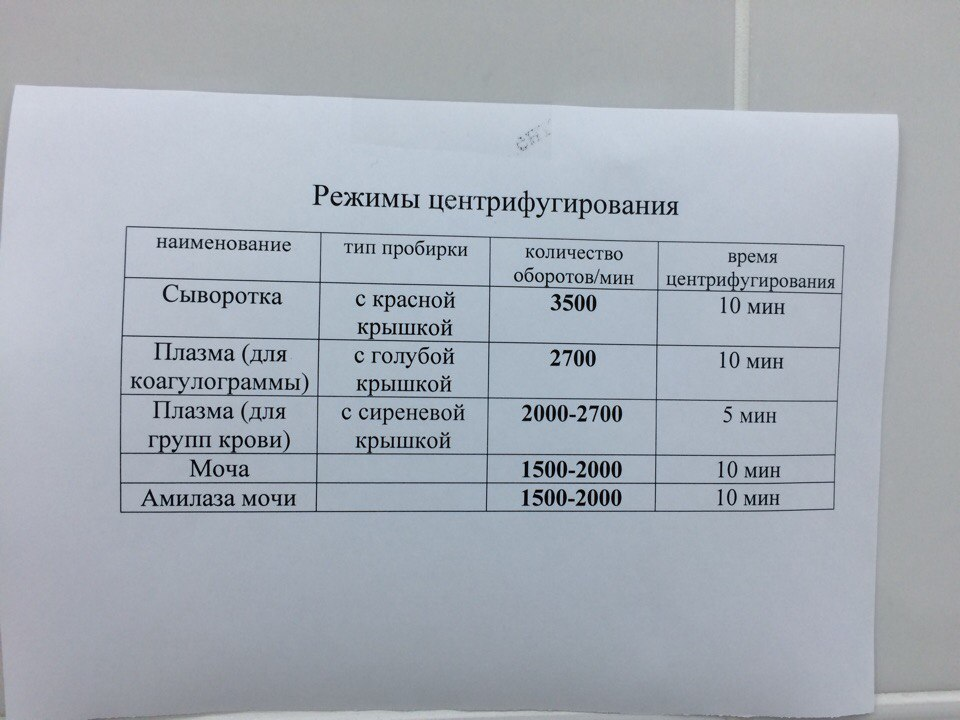 Режимы центрифугирования
наименование тип пробирки количество оборотов/мин время центрифугирования
Сыворотка с красной крышкой 3500 10 мин
Плазма (для коагулограммы) с голубой крышкой 2700 10 мин
Плазма (для групп крови) с сиреневой крышкой 2000-2700 5 мин
Моча 1500-2000 10 мин
Амилаза мочи 1500-2000 10 мин